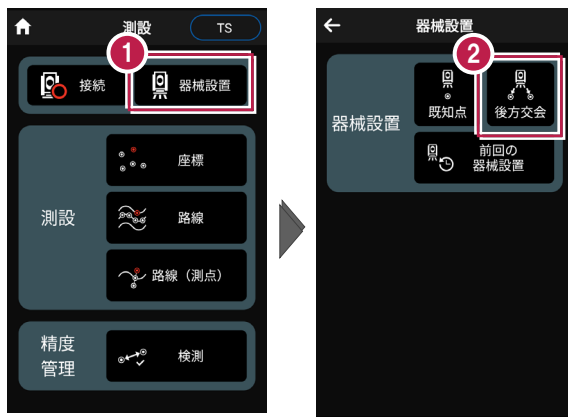 測設
TS
1
接続
器械設置
測設
座標
路線
路線（測点）
精度
管理
検測
器械設置
2
器械設置
既知点
後方交会
前回の
器械設置